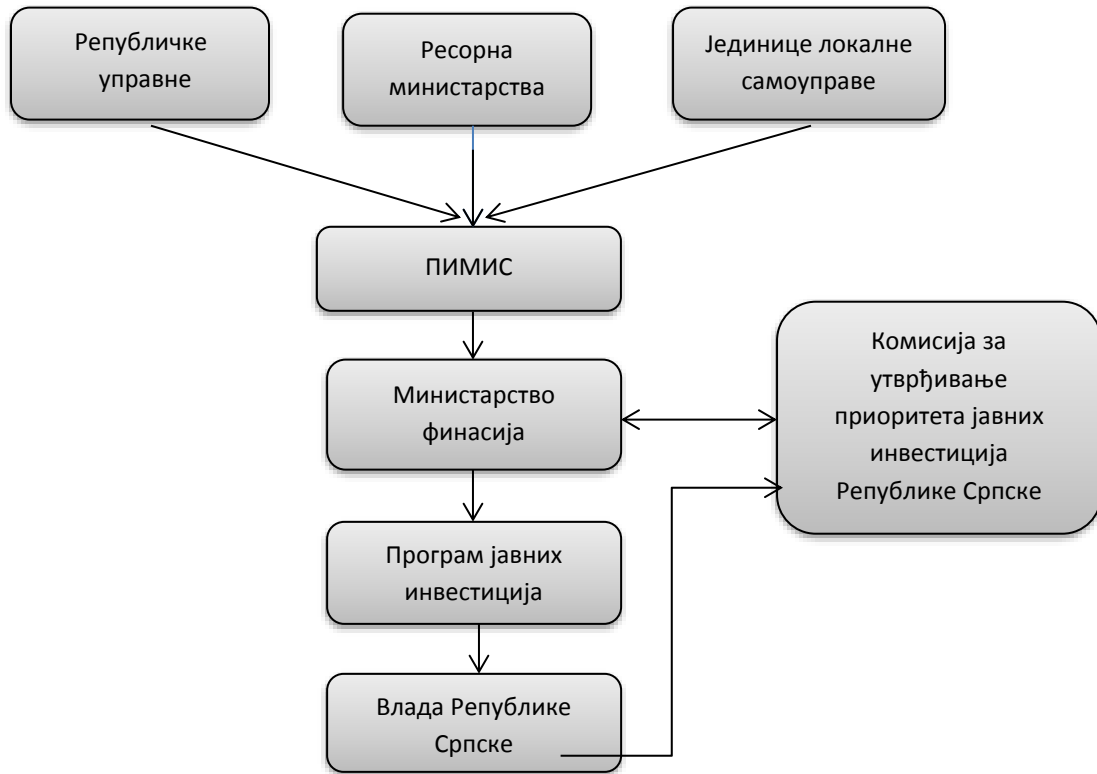 Републичке
управне
Ресорна
министарства
Јединице локалне
самоуправе
ПИМИС
Министарство
финасија
Комисија за
утврђивање
приоритета јавних
инвестиција
Републике Српске
Програм јавних
инвестиција
Влада Републике
Српске